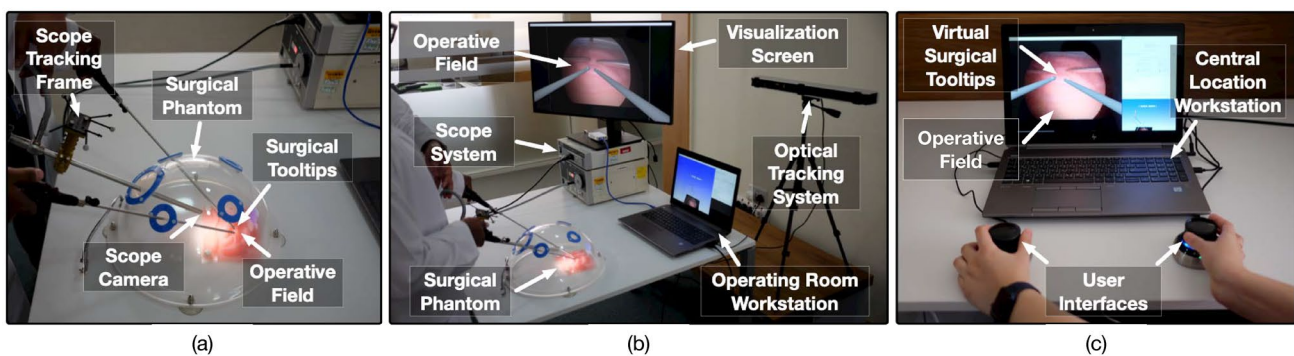 Scope
Tracking
Frame
Surgical
Phantom
Surgical
Tooltips
Scope
Camera
Operative
Field
(a)
Operative
Field
Visualization
Screen
Scope
System
Optical
Tracking
System
Surgical
Phantom
Operating Room
Workstation
(b)
Virtual
Surgical
Tooltips
Central
Location
Workstation
Operative
Field
User
Interfaces
(c)